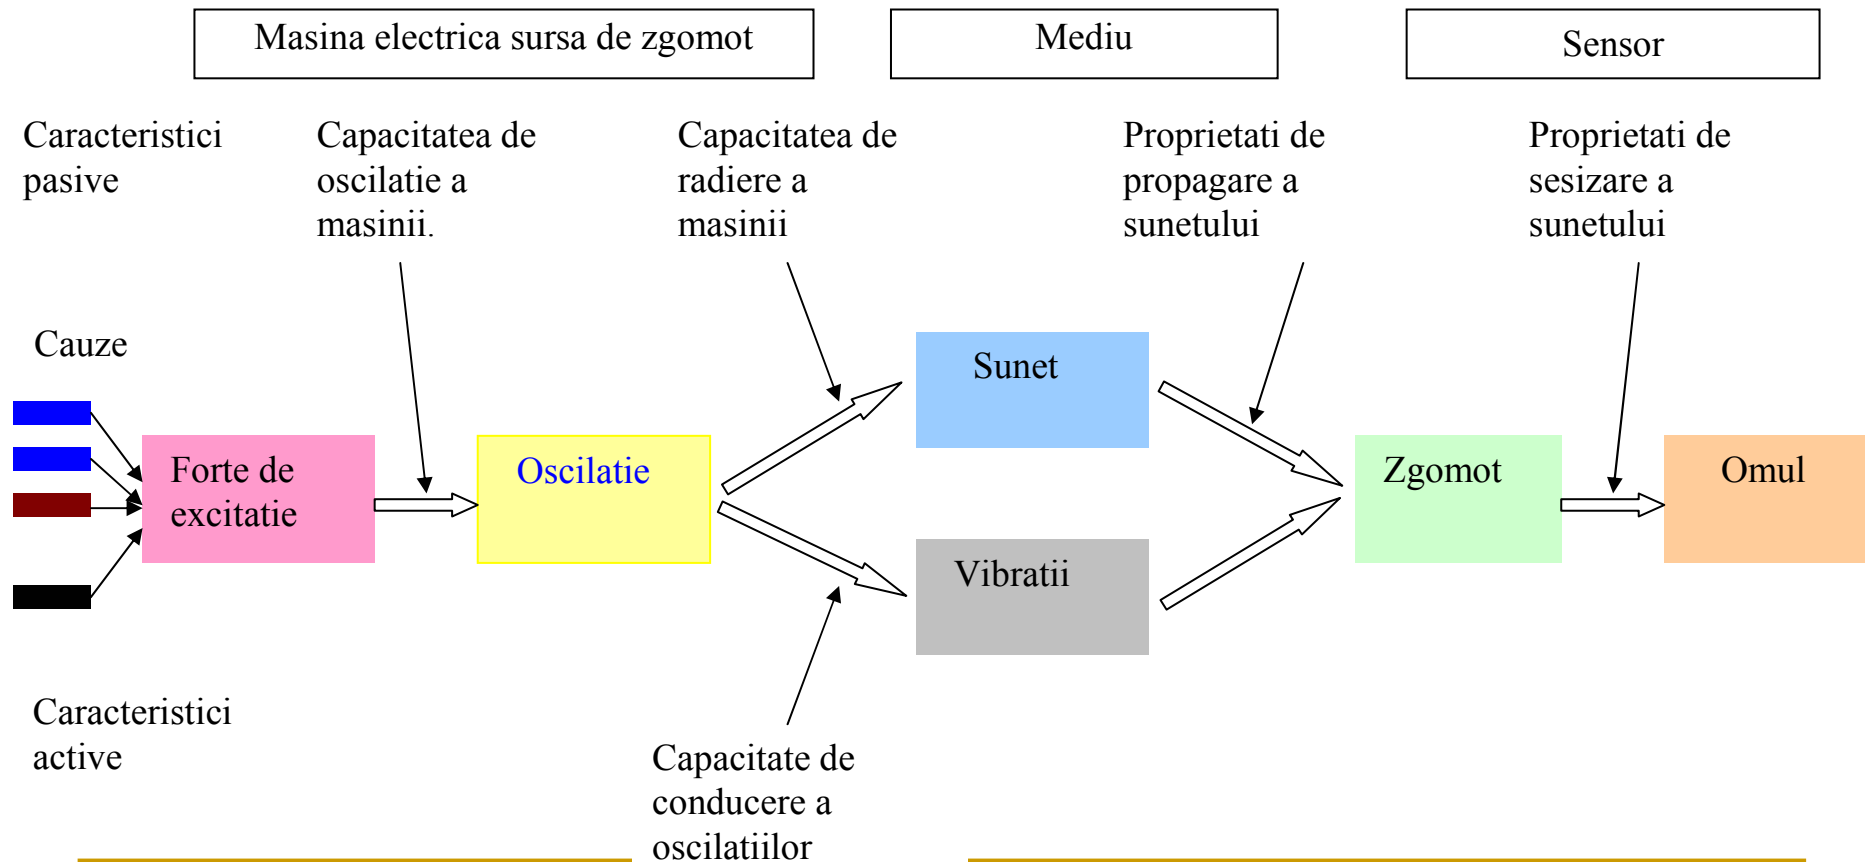 Masina electrica sursa de zgomot
Mediu
Sensor
Caracteristici
pasive
Capacitatea de
oscilatie a
masinii.
Capacitatea de
radiere a
masinii
Proprietati de
propagare a
sunetului
Proprietati de
sesizare a
sunetului
Cauze
Forte de
excitatie
Oscilatie
Sunet
Vibratii
Zgomot
Omul
Caracteristici
active
Capacitate de
conducere a
oscilatiilor